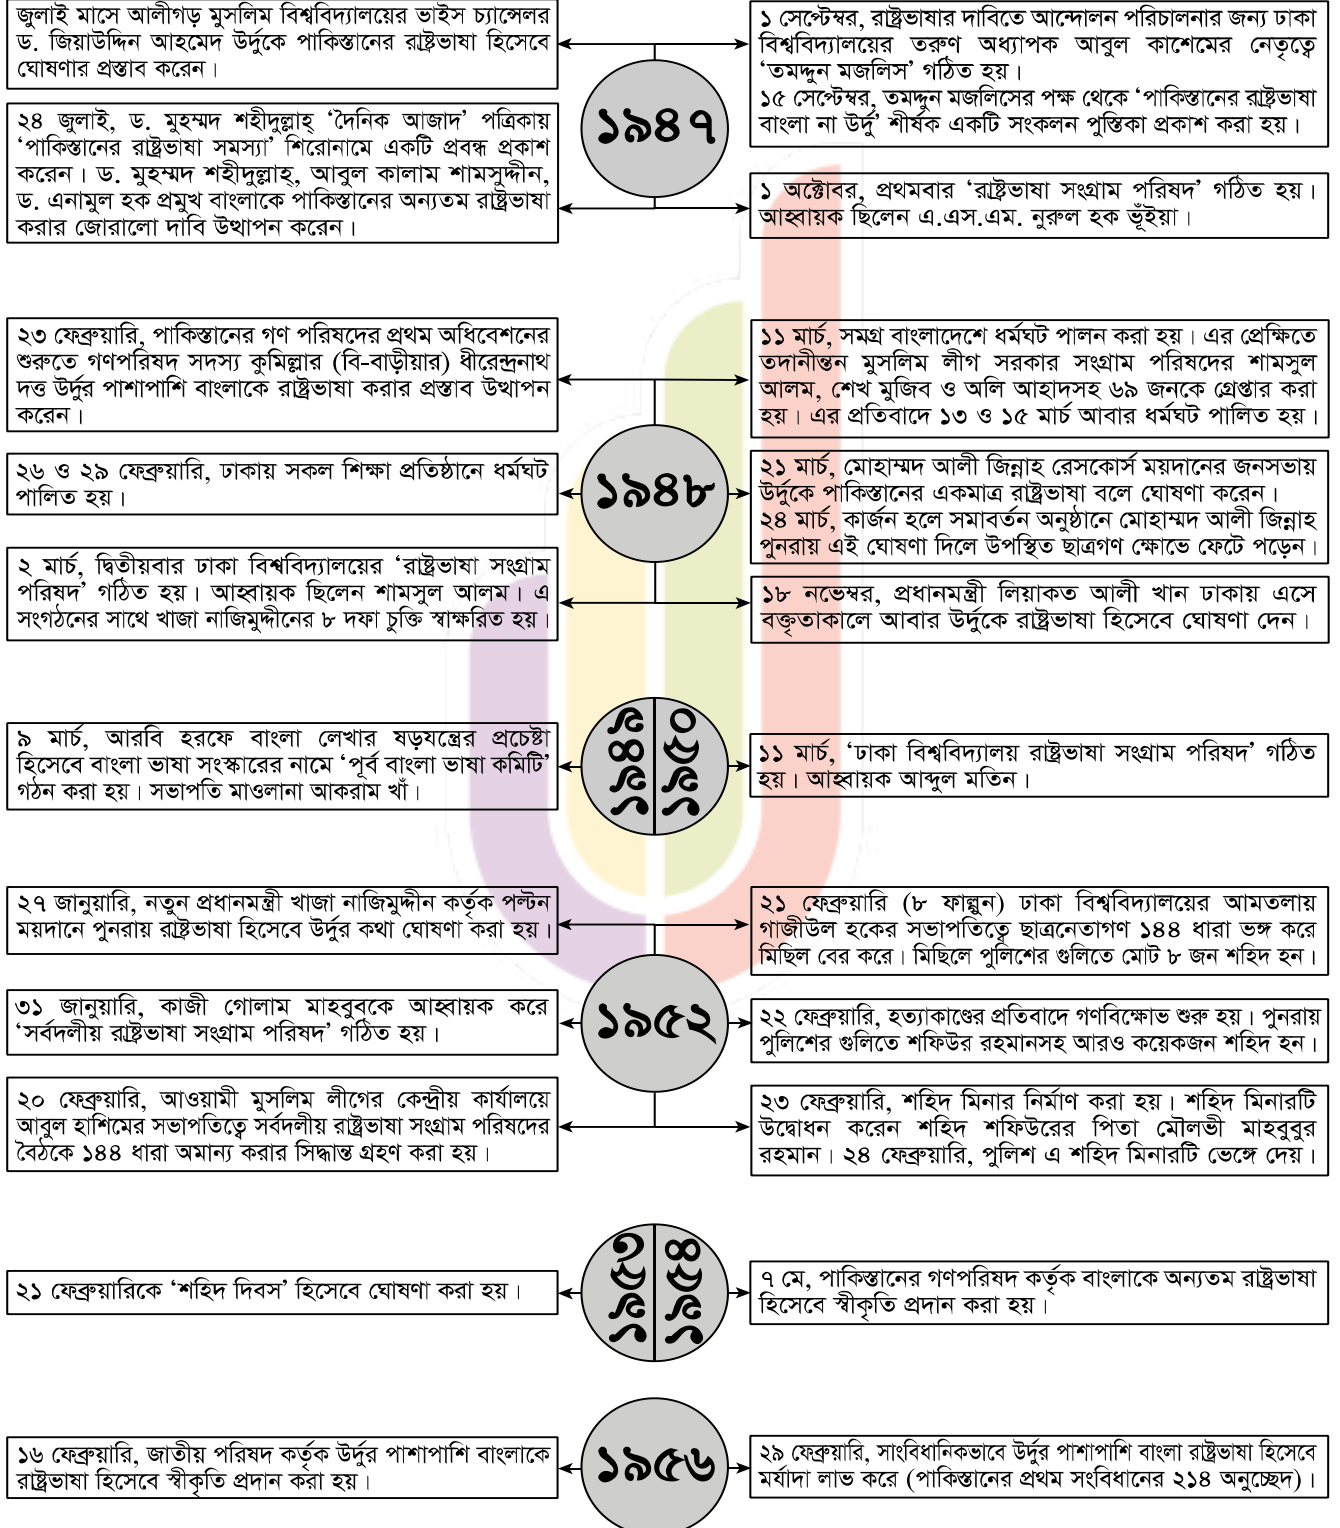 জুলাই মাসে আলীগড় মুসলিম বিশ্ববিদ্যালয়ের ভাইস চ্যান্সেলর
ড. জিয়াউদ্দিন আহমেদ উর্দুকে পাকিস্তানের রাষ্ট্রভাষা হিসেবে
ঘোষণার প্রস্তাব করেন।
২৪ জুলাই, ড. মুহম্মদ শহীদুল্লাহ্ ‘দৈনিক আজাদ’ পত্রিকায়
‘পাকিস্তানের রাষ্ট্রভাষা সমস্যা’ শিরোনামে একটি প্রবন্ধ প্রকাশ
করেন। ড. মুহম্মদ শহীদুল্লাহ্, আবুল কালাম শামসুদ্দীন,
ড. এনামুল হক প্রমুখ বাংলাকে পাকিস্তানের অন্যতম রাষ্ট্রভাষা
করার জোরালো দাবি উত্থাপন করেন।
১৯৪৭
১ সেপ্টেম্বর, রাষ্ট্রভাষার দাবিতে আন্দোলন পরিচালনার জন্য ঢাকা
বিশ্ববিদ্যালয়ের তরুণ অধ্যাপক আবুল কাশেমের নেতৃত্বে
‘তমদ্দুন মজলিস’ গঠিত হয়।
১৫ সেপ্টেম্বর, তমদ্দুন মজলিসের পক্ষ থেকে ‘পাকিস্তানের রাষ্ট্রভাষা
বাংলা না উর্দু’ শীর্ষক একটি সংকলন পুস্তিকা প্রকাশ করা হয়।
১ অক্টোবর, প্রথমবার ‘রাষ্ট্রভাষা সংগ্রাম পরিষদ’ গঠিত হয়।
আহ্বায়ক ছিলেন এ.এস.এম. নুরুল হক ভূঁইয়া।
২৩ ফেব্রুয়ারি, পাকিস্তানের গণ পরিষদের প্রথম অধিবেশনের
শুরুতে গণপরিষদ সদস্য কুমিল্লার (বি-বাড়ীয়ার) ধীরেন্দ্রনাথ
দত্ত উর্দুর পাশাপাশি বাংলাকে রাষ্ট্রভাষা করার প্রস্তাব উত্থাপন
করেন।
২৬ ও ২৯ ফেব্রুয়ারি, ঢাকায় সকল শিক্ষা প্রতিষ্ঠানে ধর্মঘট
পালিত হয়।
২ মার্চ, দ্বিতীয়বার ঢাকা বিশ্ববিদ্যালয়ের ‘রাষ্ট্রভাষা সংগ্রাম
পরিষদ’ গঠিত হয়। আহ্বায়ক ছিলেন শামসুল আলম। এ
সংগঠনের সাথে খাজা নাজিমুদ্দীনের ৮ দফা চুক্তি স্বাক্ষরিত হয়।
১৯৪৮
১১ মার্চ, সমগ্র বাংলাদেশে ধর্মঘট পালন করা হয়। এর প্রেক্ষিতে
তদানীন্তন মুসলিম লীগ সরকার সংগ্রাম পরিষদের শামসুল
আলম, শেখ মুজিব ও অলি আহাদসহ ৬৯ জনকে গ্রেপ্তার করা
হয়। এর প্রতিবাদে ১৩ ও ১৫ মার্চ আবার ধর্মঘট পালিত হয়।
২১ মার্চ, মোহাম্মদ আলী জিন্নাহ রেসকোর্স ময়দানের জনসভায়
উর্দুকে পাকিস্তানের একমাত্র রাষ্ট্রভাষা বলে ঘোষণা করেন।
২৪ মার্চ, কার্জন হলে সমাবর্তন অনুষ্ঠানে মোহাম্মদ আলী জিন্নাহ
পুনরায় এই ঘোষণা দিলে উপস্থিত ছাত্রগণ ক্ষোভে ফেটে পড়েন।
১৮ নভেম্বর, প্রধানমন্ত্রী লিয়াকত আলী খান ঢাকায় এসে
বক্তৃতাকালে আবার উর্দুকে রাষ্ট্রভাষা হিসেবে ঘোষণা দেন।
৯ মার্চ, আরবি হরফে বাংলা লেখার ষড়যন্ত্রের প্রচেষ্টা
হিসেবে বাংলা ভাষা সংস্কারের নামে ‘পূর্ব বাংলা ভাষা কমিটি’
গঠন করা হয়। সভাপতি মাওলানা আকরাম খাঁ।
১৯৪৯
১৯৫০
১১ মার্চ, ‘ঢাকা বিশ্ববিদ্যালয় রাষ্ট্রভাষা সংগ্রাম পরিষদ’ গঠিত
হয়। আহ্বায়ক আব্দুল মতিন।
২৭ জানুয়ারি, নতুন প্রধানমন্ত্রী খাজা নাজিমুদ্দীন কর্তৃক পল্টন
ময়দানে পুনরায় রাষ্ট্রভাষা হিসেবে উর্দুর কথা ঘোষণা করা হয়।
৩১ জানুয়ারি, কাজী গোলাম মাহবুবকে আহ্বায়ক করে
‘সর্বদলীয় রাষ্ট্রভাষা সংগ্রাম পরিষদ’ গঠিত হয়।
২০ ফেব্রুয়ারি, আওয়ামী মুসলিম লীগের কেন্দ্রীয় কার্যালয়ে
আবুল হাশিমের সভাপতিত্বে সর্বদলীয় রাষ্ট্রভাষা সংগ্রাম পরিষদের
বৈঠকে ১৪৪ ধারা অমান্য করার সিদ্ধান্ত গ্রহণ করা হয়।
১৯৫২
২১ ফেব্রুয়ারি (৮ ফাল্গুন) ঢাকা বিশ্ববিদ্যালয়ের আমতলায়
গাজীউল হকের সভাপতিত্বে ছাত্রনেতাগণ ১৪৪ ধারা ভঙ্গ করে
মিছিল বের করে। মিছিলে পুলিশের গুলিতে মোট ৮ জন শহিদ হন।
২২ ফেব্রুয়ারি, হত্যাকাণ্ডের প্রতিবাদে গণবিক্ষোভ শুরু হয়। পুনরায়
পুলিশের গুলিতে শফিউর রহমানসহ আরও কয়েকজন শহিদ হন।
২৩ ফেব্রুয়ারি, শহিদ মিনার নির্মাণ করা হয়। শহিদ মিনারটি
উদ্বোধন করেন শহিদ শফিউরের পিতা মৌলভী মাহবুবুর
রহমান। ২৪ ফেব্রুয়ারি, পুলিশ এ শহিদ মিনারটি ভেঙ্গে দেয়।
২১ ফেব্রুয়ারিকে ‘শহিদ দিবস’ হিসেবে ঘোষণা করা হয়।
১৯৫৩
১৯৫৪
৭ মে, পাকিস্তানের গণপরিষদ কর্তৃক বাংলাকে অন্যতম রাষ্ট্রভাষা
হিসেবে স্বীকৃতি প্রদান করা হয়।
১৬ ফেব্রুয়ারি, জাতীয় পরিষদ কর্তৃক উর্দুর পাশাপাশি বাংলাকে
রাষ্ট্রভাষা হিসেবে স্বীকৃতি প্রদান করা হয়।
১৯৫৬
২৯ ফেব্রুয়ারি, সাংবিধানিকভাবে উর্দুর পাশাপাশি বাংলা রাষ্ট্রভাষা হিসেবে
মর্যাদা লাভ করে (পাকিস্তানের প্রথম সংবিধানের ২১৪ অনুচ্ছেদ)।